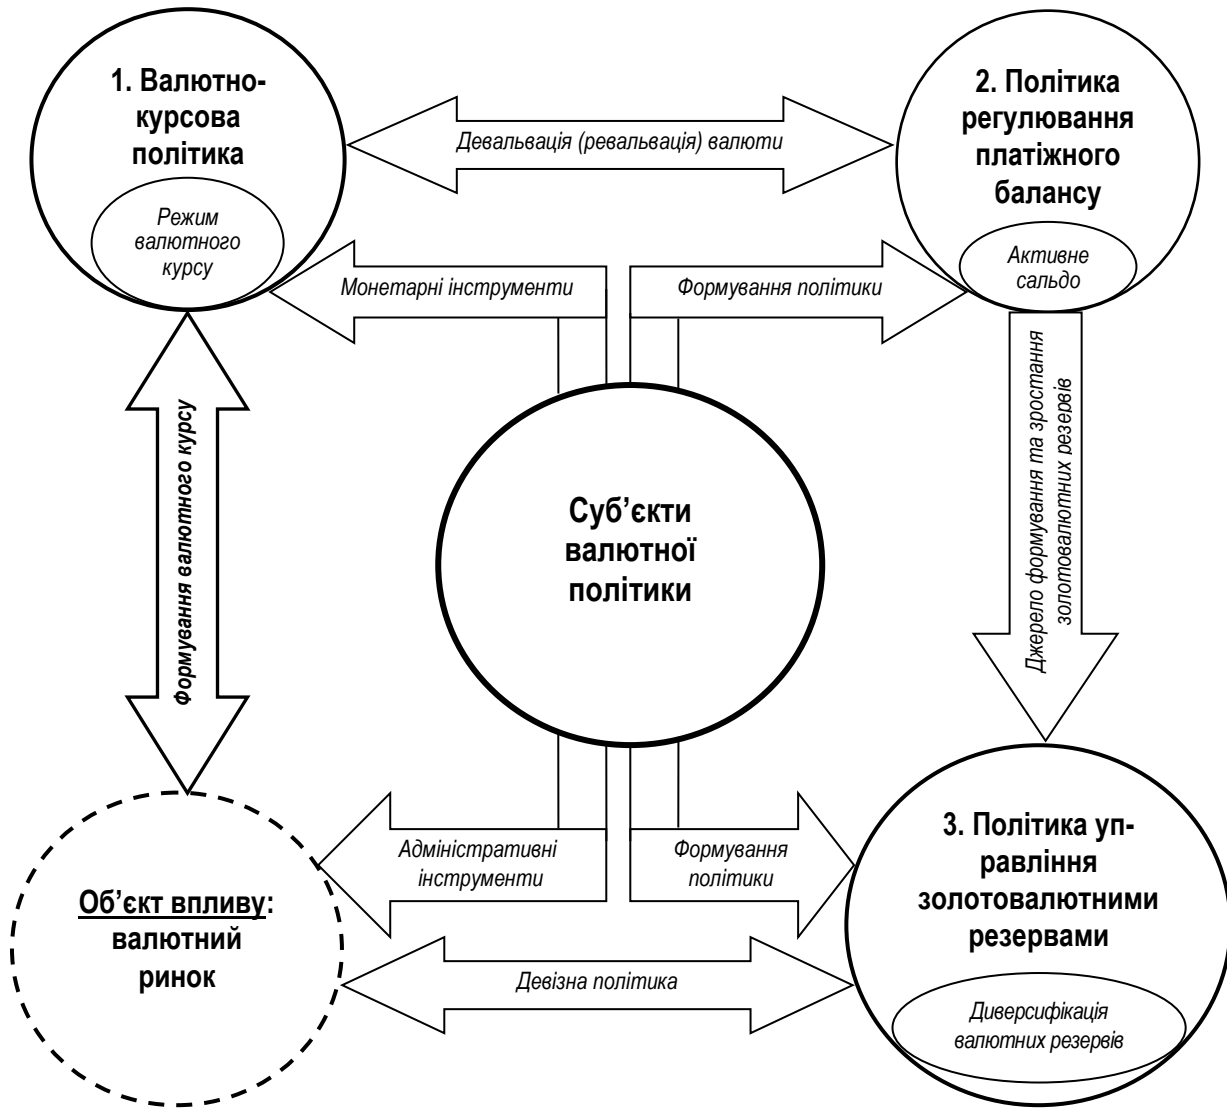 1. Валютно-
курсова
політика
Режим
валютного
курсу
Девальвація (ревальвація) валюти
2. Політика
регулювання
платіжного
балансу
Активне
сальдо
Монетарні інструменти
Формування політики
Формування валютного курсу
Суб’єкти
валютної
політики
Джерело формування та зростання
золотовалютних резервів
Об’єкт впливу:
валютний
ринок
Адміністративні
інструменти
Формування
політики
Девізна політика
3. Політика уп-
равління
золотовалютними
резервами
Диверсифікація
валютних резервів